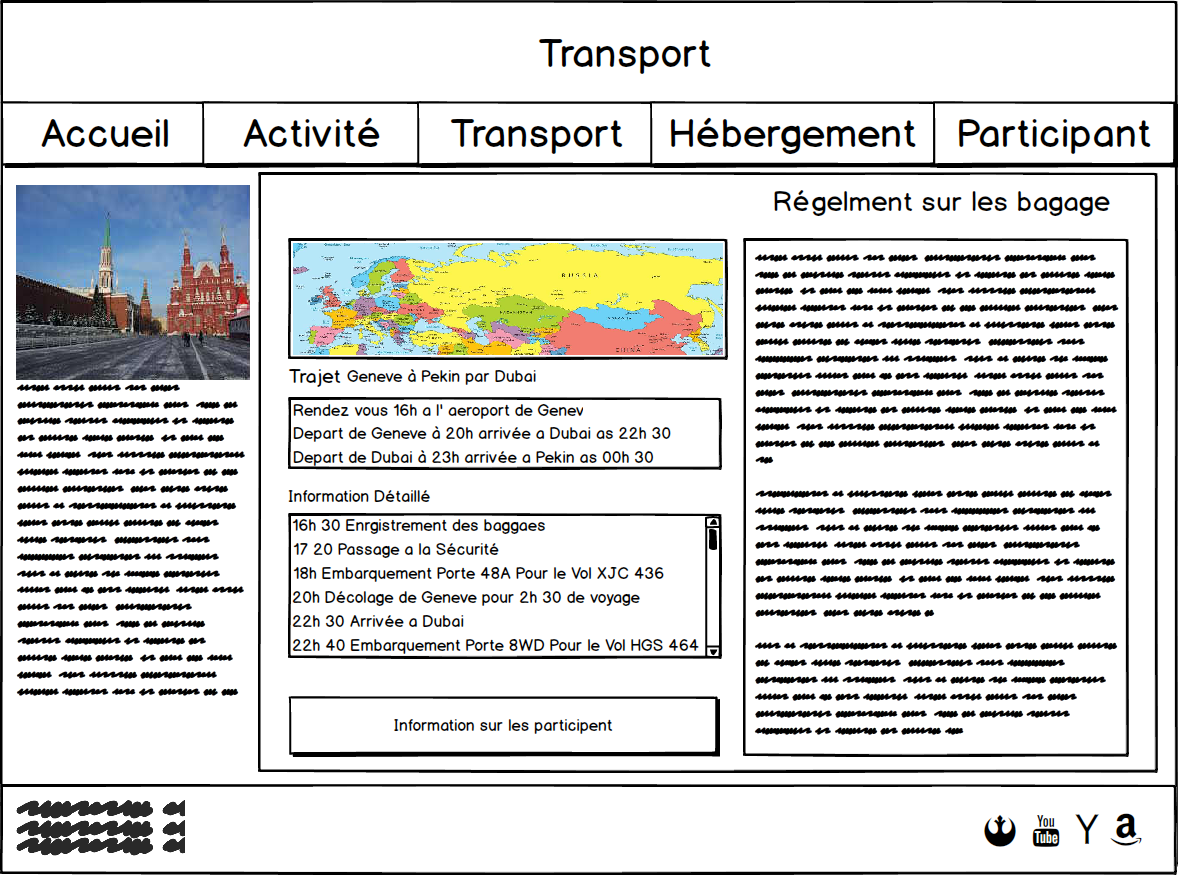 Transport
Accueil
Activité
Transport
Hébergement
Participant
Régelment sur les bagage
RUSSIA
KAZAKHSTAN
MONGOLIA
CHINA
Trajet Geneve à Pekin par Dubai
Rendez vous 16h a l' aeroport de Genev
Depart de Geneve à 20h arrivée a Dubai as 22h 30
Depart de Dubai à 23h arrivée a Pekin as 00h 30
Information Détaillé
16h 30 Enrgistrement des baggaes
17 20 Passage a la Sécurité
18h Embarquement Porte 48A Pour le Vol XJC 436
20h Décolage de Geneve pour 2h 30 de voyage
22h 30 Arrivée a Dubai
22h 40 Embarquement Porte 8WD Pour le Vol HGS 464
Information sur les participent
You
Tube
Y
a